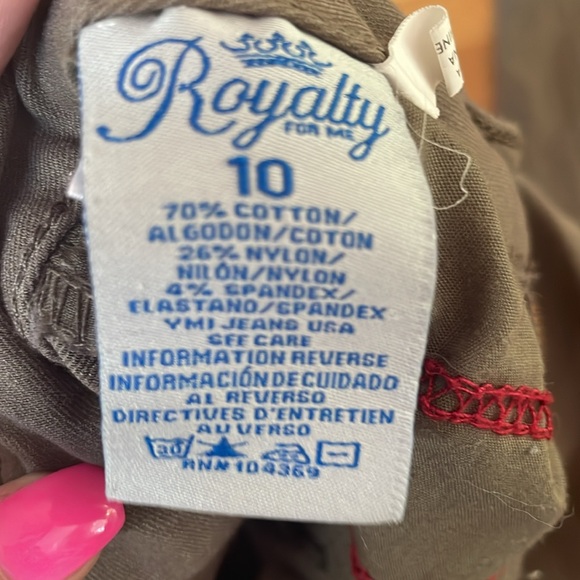 Royalty
FOR ME
10
70% COTTON/
ALGODON/COTON
26% NYLON/
NILÓN/NYLON
4% SPANDEX/
ELASTANO/SPANDEX
YMI JEANS USA
SEE CARE
INFORMATION REVERSE
INFORMACIÓN DE CUIDADO
AL REVERSO
DIRECTIVES D'ENTRETIEN
AU VERSO
30
RN# 104369